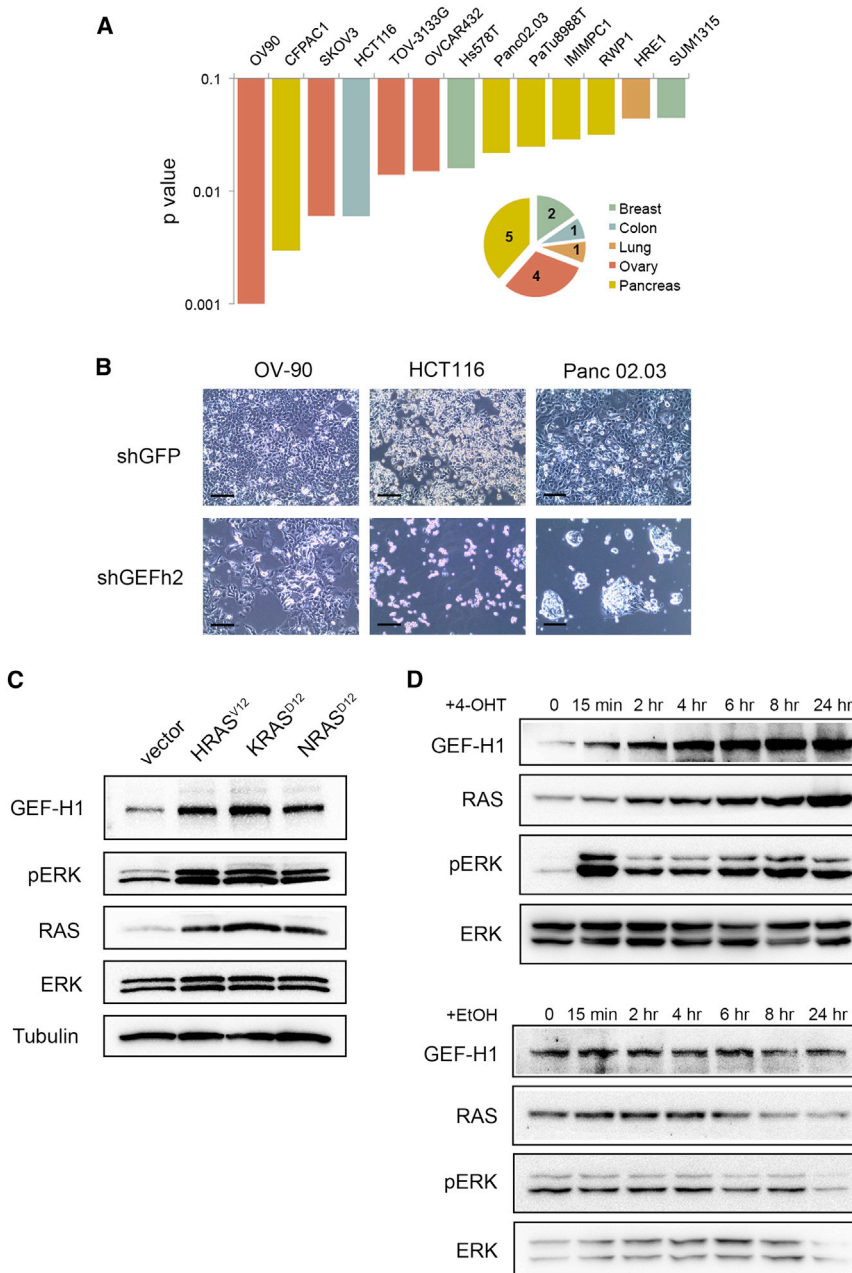 A
OV90
CFPAC1
SKOV3
HCT116
TOV-3133G
OVCAR432
Hs578T
Panc02.03
PaTu8988T
IMIMPC1
RWP1
HRE1
SUM1315
0.1
0.01
0.001
p value
2
1
1
4
5
Breast
Colon
Lung
Ovary
Pancreas
B
OV-90 HCT116 Panc 02.03
shGFP
shGEFh2
C
vector HRASV12 KRASD12 NRASD12
GEF-H1
pERK
RAS
ERK
Tubulin
D
+4-OHT 0 15 min 2 hr 4 hr 6 hr 8 hr 24 hr
GEF-H1
RAS
pERK
ERK
+EtOH 0 15 min 2 hr 4 hr 6 hr 8 hr 24 hr
GEF-H1
RAS
pERK
ERK